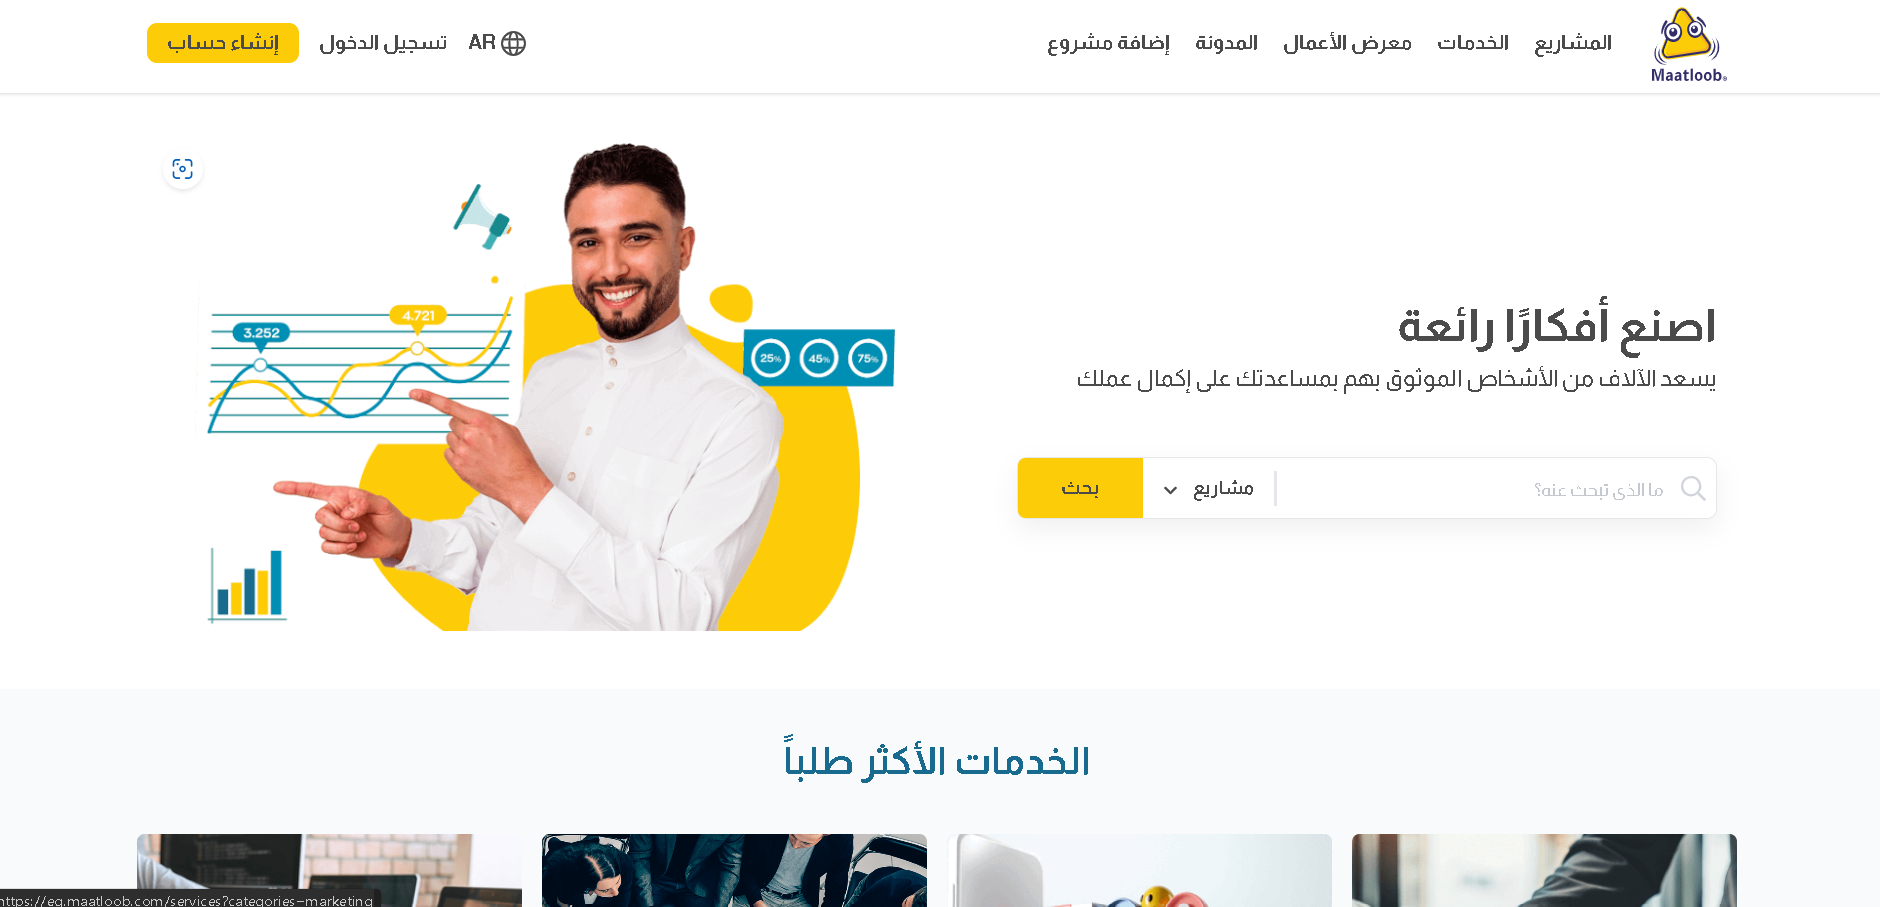 Maatloob
المشاريع الخدمات معرض الأعمال المدونة إضافة مشروع
AR تسجيل الدخول إنشاء حساب
اصنع أفكارًا رائعة
يسعد الآلاف من الأشخاص الموثوق بهم بمساعدتك على إكمال عملك
ما الذي تبحث عنه؟ مشاريع بحث
4.721
3.252
25% 45% 75%
الخدمات الأكثر طلباً
https://eg.maatloob.com/services?categories=marketing